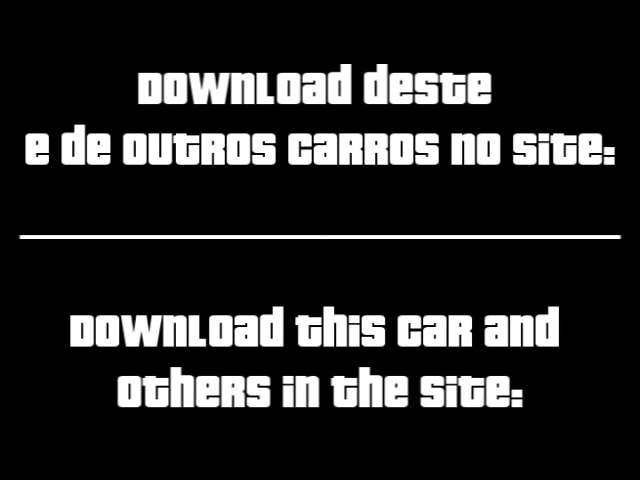 Download deste
e de outros carros no site:
Download this car and
others in the site: